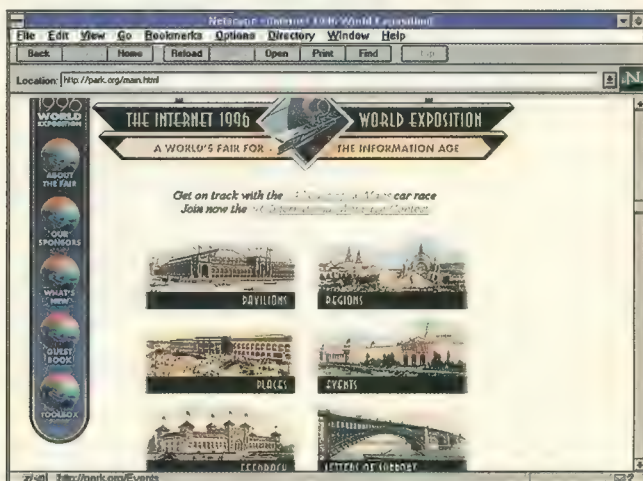 Netscape - [Internet 1996 World Exposition]
File Edit View Go Bookmarks Options Directory Window Help
Back Home Reload Open Print Find
Location: http://park.org/main.html
N
1996
WORLD
EXPOSITION
ABOUT
THE FAIR
OUR
SPONSORS
WHAT'S
NEW
GUEST
BOOK
TOOLBOX
THE INTERNET 1996 WORLD EXPOSITION
A WORLD'S FAIR FOR THE INFORMATION AGE
Get on track with the car race
Join now the
PAVILIONS REGIONS
PLACES EVENTS
FEEDBACK LETTERS OF SUPPORT
http://park.org/Events